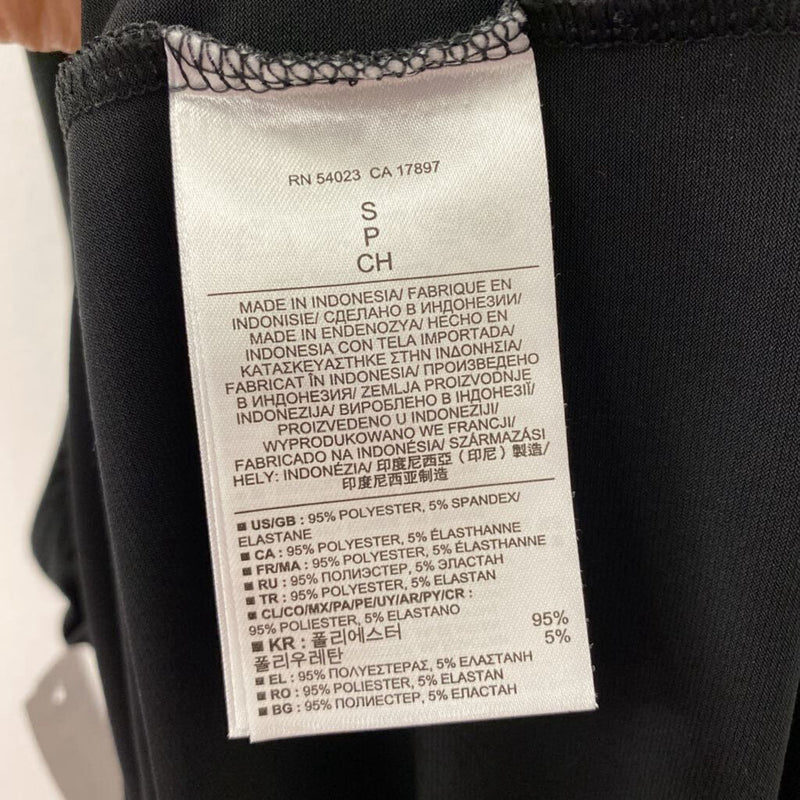 RN 54023 CA 17897
S
P
CH
MADE IN INDONESIA/ FABRIQUE EN
INDONISIE/ СДЕЛАНО В ИНДОНЕЗИИ/
MADE IN ENDENOZYA/ HECHO EN
INDONESIA CON TELA IMPORTADA/
ΚΑΤΑΣΚΕΥΑΣΤΗΚΕ ΣΤΗΝ ΙΝΔΟΝΗΣΙΑ/
FABRICAT ÎN INDONESIA/ ПРОИЗВЕДЕНО
В ИНДОНЕЗИЯ/ ZEMLJA PROIZVODNJE
INDONEZIJA/ ВИРОБЛЕНО В ІНДОНЕЗІЇ/
PROIZVEDENO U INDONEZIJI/
WYPRODUKOWANO WE FRANCJI/
FABRICADO NA INDONÉSIA/ SZÁRMAZÁSI
HELY: INDONÉZIA/ 印度尼西亞（印尼）製造/
印度尼西亚制造
■ US/GB : 95% POLYESTER, 5% SPANDEX/
ELASTANE
■ CA : 95% POLYESTER, 5% ÉLASTHANNE
■ FR/MA : 95% POLYESTER, 5% ÉLASTHANNE
■ RU : 95% ПОЛИЭСТЕР, 5% ЭЛАСТАН
■ TR : 95% POLYESTER, 5% ELASTAN
■ CL/CO/MX/PA/PE/UY/AR/PY/CR :
95% POLIESTER, 5% ELASTANO
■ KR : 폴리에스터 95%
폴리우레탄 5%
■ EL : 95% ΠΟΛΥΕΣΤΕΡΑΣ, 5% ΕΛΑΣΤΑΝΗ
■ RO : 95% POLIESTER, 5% ELASTAN
■ BG : 95% ПОЛИЕСТЕР, 5% ЕЛАСТАН